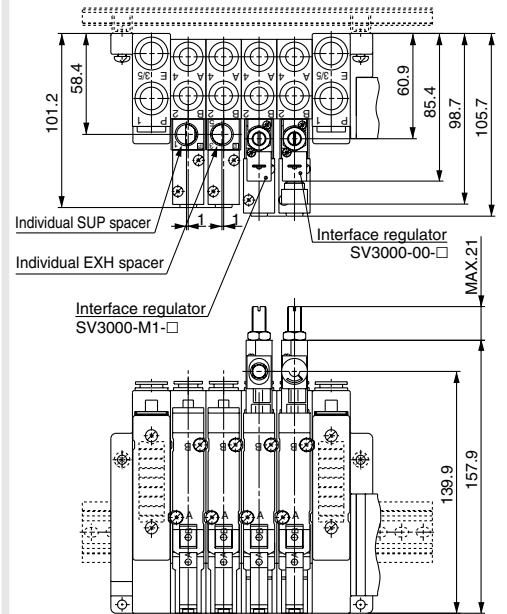 101.2
58.4
60.9
85.4
98.7
105.7
E E
3/5 3/5
4 A 4 A 4 A 4 A
P P
1 1
2 B 2 B 2 B 2 B
1 1
Individual SUP spacer
Individual EXH spacer
Interface regulator
SV3000-00-□
Interface regulator
SV3000-M1-□
MAX.21
139.9
157.9
B B B B
A A A A